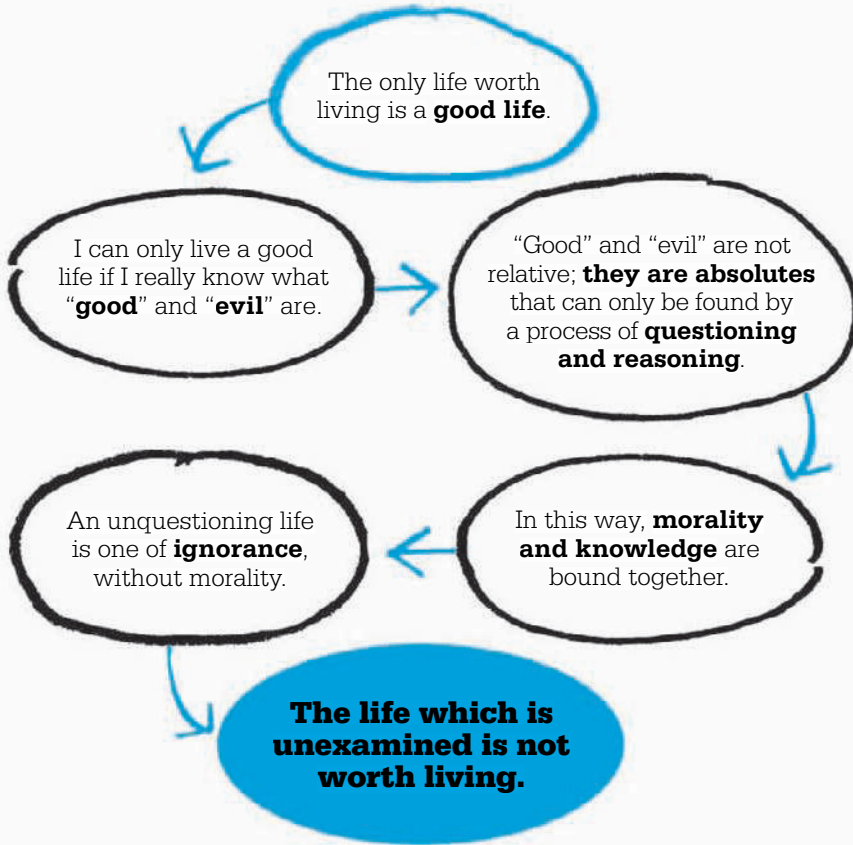 The only life worth
living is a good life.
I can only live a good
life if I really know what
“good” and “evil” are.
“Good” and “evil” are not
relative; they are absolutes
that can only be found by
a process of questioning
and reasoning.
In this way, morality
and knowledge are
bound together.
An unquestioning life
is one of ignorance,
without morality.
The life which is
unexamined is not
worth living.